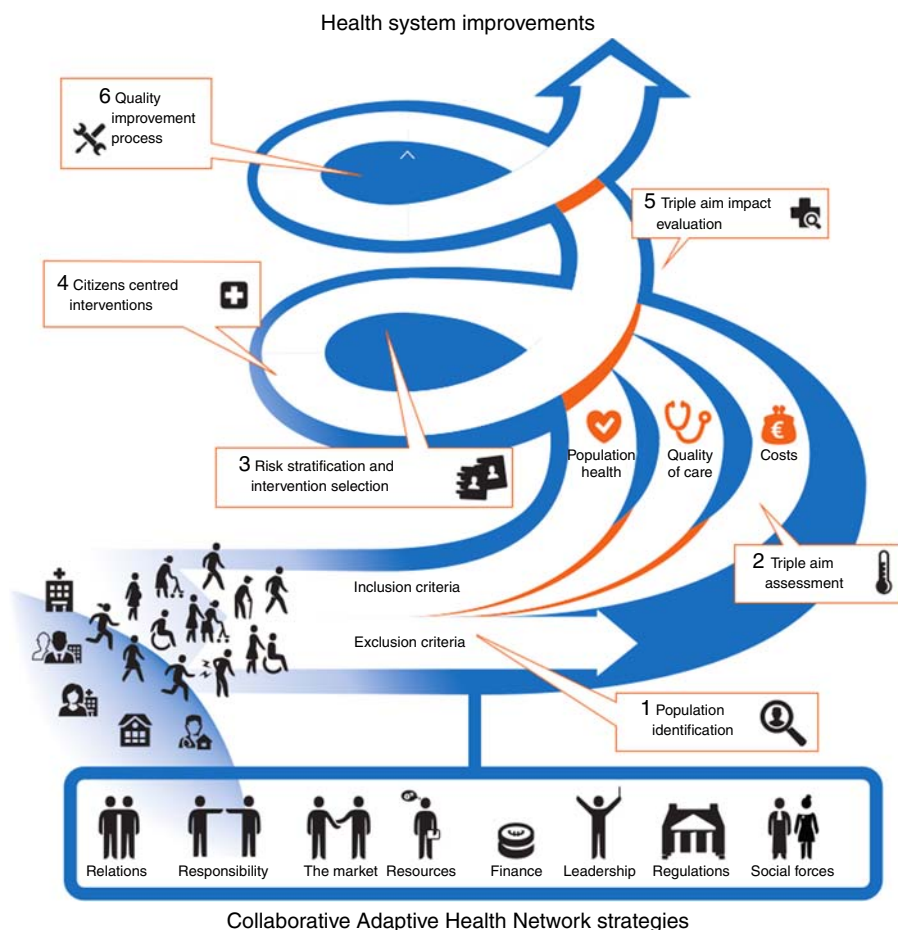 Health system improvements
6 Quality
improvement
process
5 Triple aim impact
evaluation
4 Citizens centred
interventions
3 Risk stratification and
intervention selection
Population
health
Quality
of care
€
Costs
2 Triple aim
assessment
Inclusion criteria
Exclusion criteria
1 Population
identification
Relations
Responsibility
The market
Resources
Finance
Leadership
Regulations
Social forces
Collaborative Adaptive Health Network strategies